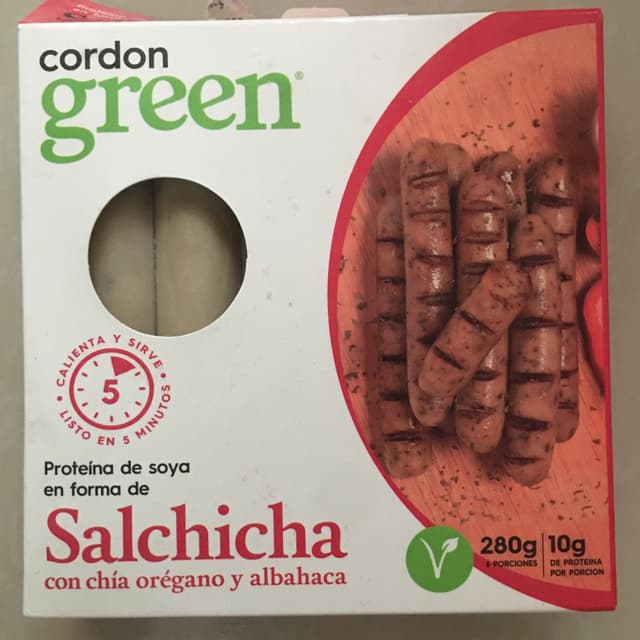 cordon
green®
CALIENTA Y SIRVE
5
LISTO EN 5 MINUTOS
Proteína de soya
en forma de
Salchicha
con chía orégano y albahaca
V
280g
6 PORCIONES
10g
DE PROTEINA
POR PORCION